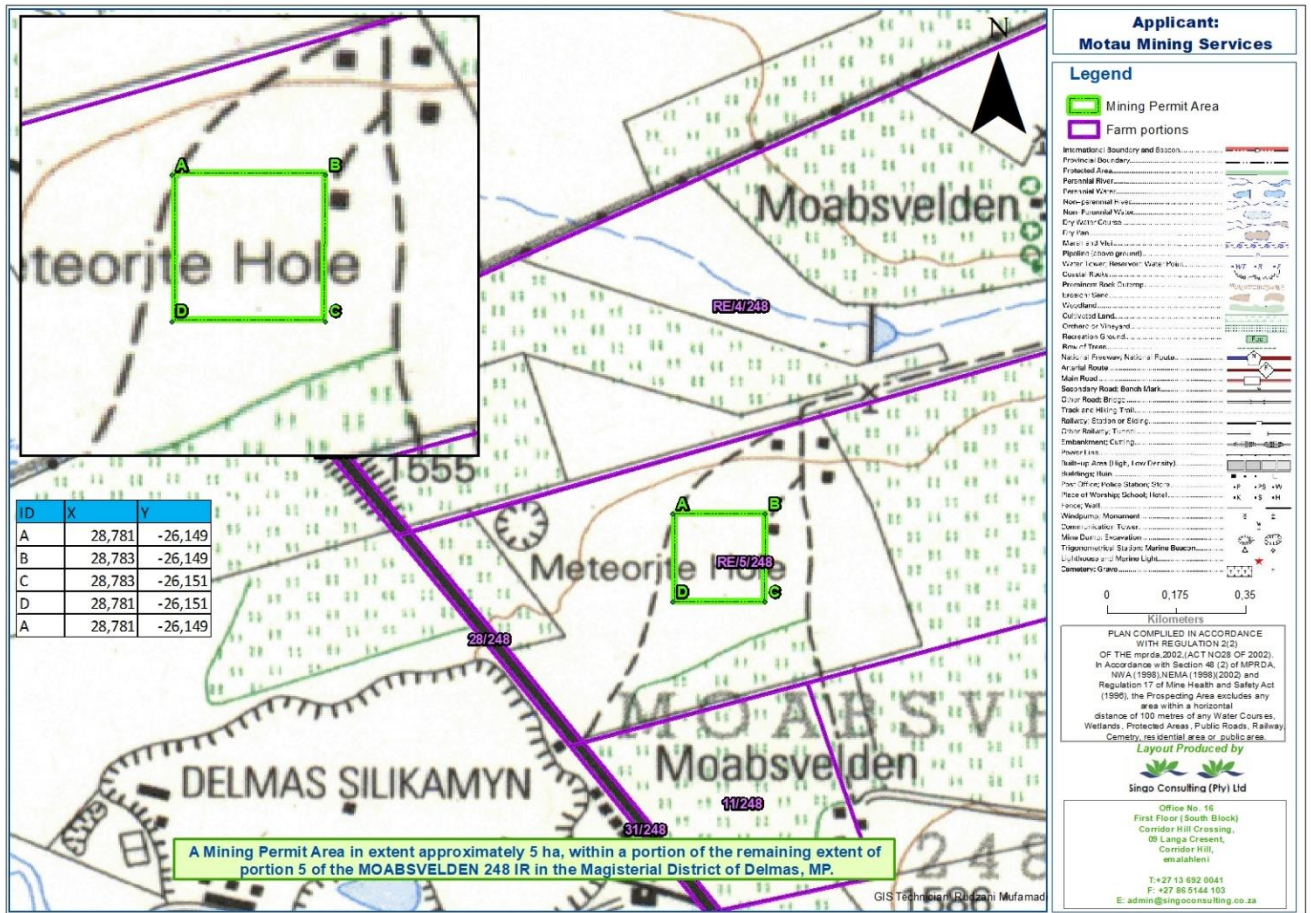 Applicant:
Motau Mining Services
Legend
Mining Permit Area
Farm portions
International Boundary and Beacon
Provincial Boundary
Protected Area
Perennial River
Perennial Water
Non-perennial River
Non-Perennial Water
Dry Water Course
Dry Pan
Marsh and Vlei
Pipeline (above ground)
Water Tower; Reservoir; Water Point
Coastal Rocks
Prominent Rock Outcrop
Erosion; Sand
Woodland
Cultivated Land
Orchard or Vineyard
Recreation Ground
Row of Trees
National Freeway; National Route
Arterial Route
Main Road
Secondary Road; Bench Mark
Other Road; Bridge
Track and Hiking Trail
Railway; Station or Siding
Other Railway; Tunnel
Embankment; Cutting
Power Line
Built-up Area (High, Low Density)
Buildings; Ruin
Post Office; Police Station; Store
Place of Worship; School; Hotel
Fence; Wall
Windpump; Monument
Communication Tower
Mine Dump; Excavation
Trigonometrical Station; Marine Beacon
Lighthouse and Marine Light
Cemetery; Grave
0 0,175 0,35
Kilometers
PLAN COMPLILED IN ACCORDANCE
WITH REGULATION 2(2)
OF THE mprda,2002,(ACT NO28 OF 2002).
In Accordance with Section 48 (2) of MPRDA,
NWA (1998),NEMA (1998)(2002) and
Regulation 17 of Mine Health and Safety Act
(1996), the Prospecting Area excludes any
area within a horizontal
distance of 100 metres of any Water Courses,
Wetlands, Protected Areas, Public Roads, Railway,
Cemetry, residential area or public area.
Layout Produced by
Singo Consulting (Pty) Ltd
Office No. 16
First Floor (South Block)
Corridor Hill Crossing,
09 Langa Cresent,
Corridor Hill,
emalahleni
T:+27 13 692 0041
F: +27 86 5144 103
E: admin@singoconsulting.co.za
N
A B
eteorite Hole
D C
Moabsvelden
RE/4/248
1555
A B
Meteorite Hole
RE/5/248
D C
ID X Y
A 28,781 -26,149
B 28,783 -26,149
C 28,783 -26,151
D 28,781 -26,151
A 28,781 -26,149
28/248
MOABSVE
Moabsvelden
DELMAS SILIKAMYN
11/248
31/248
248
A Mining Permit Area in extent approximately 5 ha, within a portion of the remaining extent of
portion 5 of the MOABSVELDEN 248 IR in the Magisterial District of Delmas, MP.
GIS Technician: Rudzani Mufamad